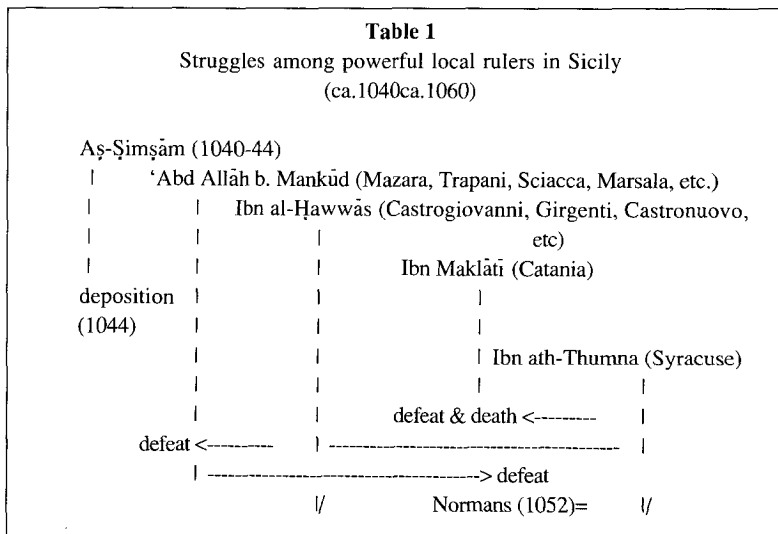 Table 1
Struggles among powerful local rulers in Sicily
(ca.1040ca.1060)
Aṣ-Ṣimṣām (1040-44)
| ‘Abd Allāh b. Mankūd (Mazara, Trapani, Sciacca, Marsala, etc.)
| | Ibn al-Ḥawwās (Castrogiovanni, Girgenti, Castronuovo,
| | | etc)
| | | Ibn Maklātī (Catania)
deposition | | |
(1044) | | |
| | | Ibn ath-Thumna (Syracuse)
| | | |
| | defeat & death <--------- |
defeat <--------- | ------------------------------------- |
| ----------------------------------> defeat
|/ Normans (1052)= |/